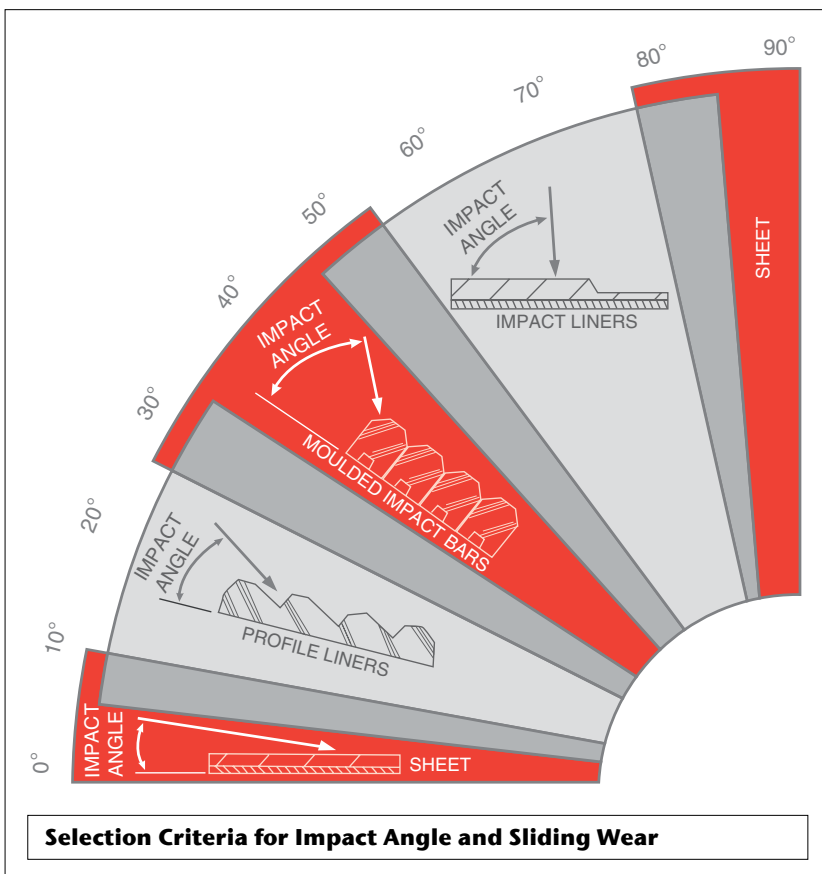 90°
80°
70°
60°
50°
40°
30°
20°
10°
0°
SHEET
IMPACT
ANGLE
IMPACT LINERS
IMPACT
ANGLE
MOULDED IMPACT BARS
IMPACT
ANGLE
PROFILE LINERS
IMPACT
ANGLE
SHEET
Selection Criteria for Impact Angle and Sliding Wear